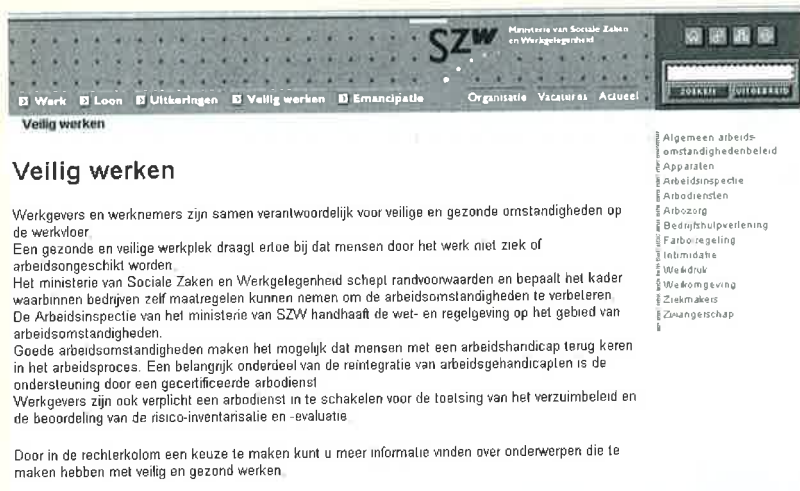 SZW Ministerie van Sociale Zaken
en Werkgelegenheid
Werk Loon Uitkeringen Veilig werken Emancipatie Organisatie Vacatures Actueel
ZOEKEN UITGEBREID
Veilig werken
Veilig werken
Werkgevers en werknemers zijn samen verantwoordelijk voor veilige en gezonde omstandigheden op
de werkvloer.
Een gezonde en veilige werkplek draagt ertoe bij dat mensen door het werk niet ziek of
arbeidsongeschikt worden.
Het ministerie van Sociale Zaken en Werkgelegenheid schept randvoorwaarden en bepaalt het kader
waarbinnen bedrijven zelf maatregelen kunnen nemen om de arbeidsomstandigheden te verbeteren.
De Arbeidsinspectie van het ministerie van SZW handhaaft de wet- en regelgeving op het gebied van
arbeidsomstandigheden.
Goede arbeidsomstandigheden maken het mogelijk dat mensen met een arbeidshandicap terug keren
in het arbeidsproces. Een belangrijk onderdeel van de reïntegratie van arbeidsgehandicapten is de
ondersteuning door een gecertificeerde arbodienst.
Werkgevers zijn ook verplicht een arbodienst in te schakelen voor de toetsing van het verzuimbeleid en
de beoordeling van de risico-inventarisatie en -evaluatie.
Door in de rechterkolom een keuze te maken kunt u meer informatie vinden over onderwerpen die te
maken hebben met veilig en gezond werken.
Algemeen arbeids-
omstandighedenbeleid
Apparaten
Arbeidsinspectie
Arbodiensten
Arbozorg
Bedrijfshulpverlening
Farboregeling
Intimidatie
Werkdruk
Werkomgeving
Ziekmakers
Zwangerschap